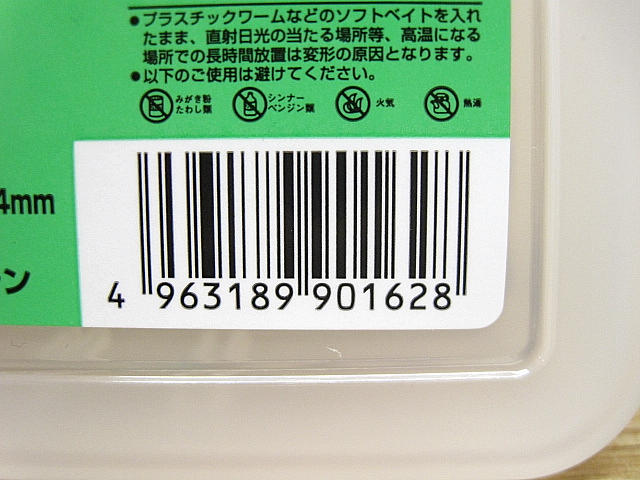 ●プラスチックワームなどのソフトベイトを入れ
たまま、直射日光の当たる場所等、高温になる
場所での長時間放置は変形の原因となります。
●以下のご使用は避けてください。
みがき粉
たわし類
シンナー
ベンジン類
火気
熱湯
4mm
ン
4 963189 901628